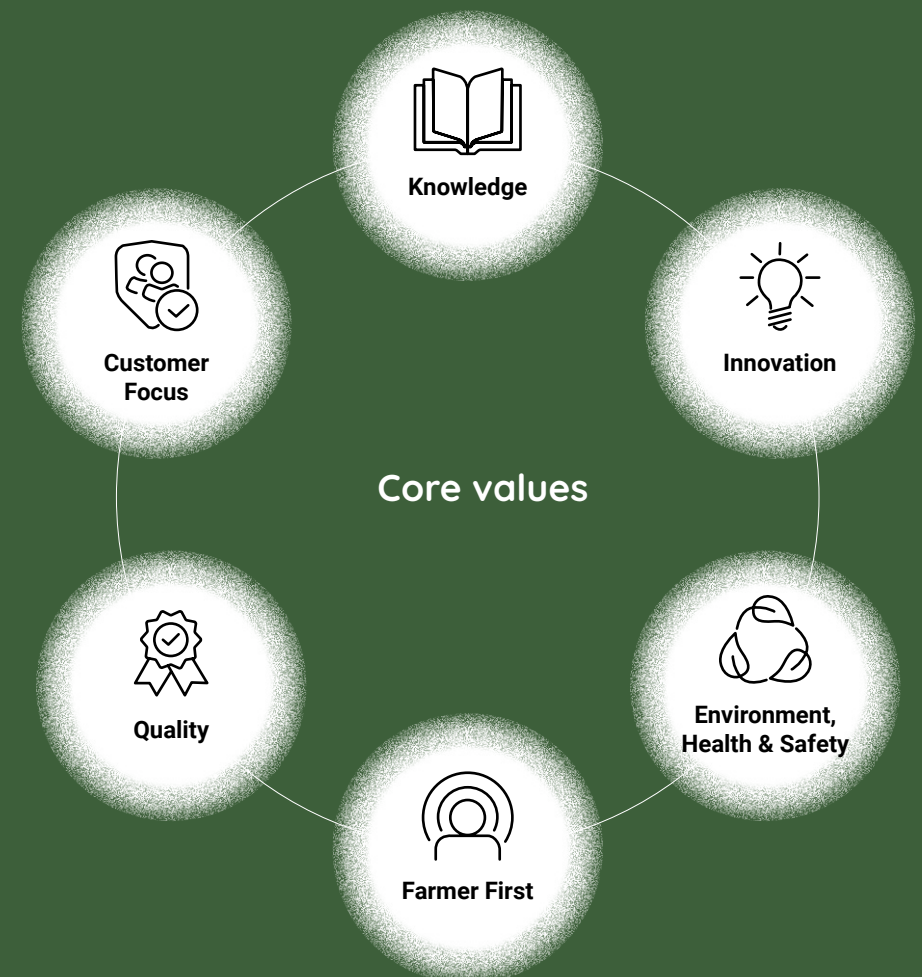 Knowledge
Customer
Focus
Innovation
Core values
Quality
Environment,
Health & Safety
Farmer First